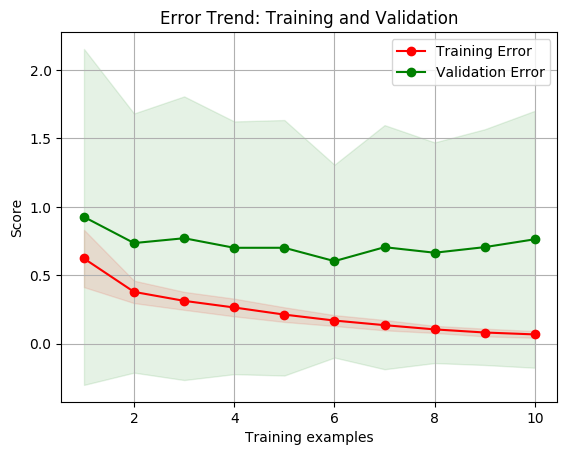 Error Trend: Training and Validation
Training Error
Validation Error
Score
2.0
1.5
1.0
0.5
0.0
2
4
6
8
10
Training examples